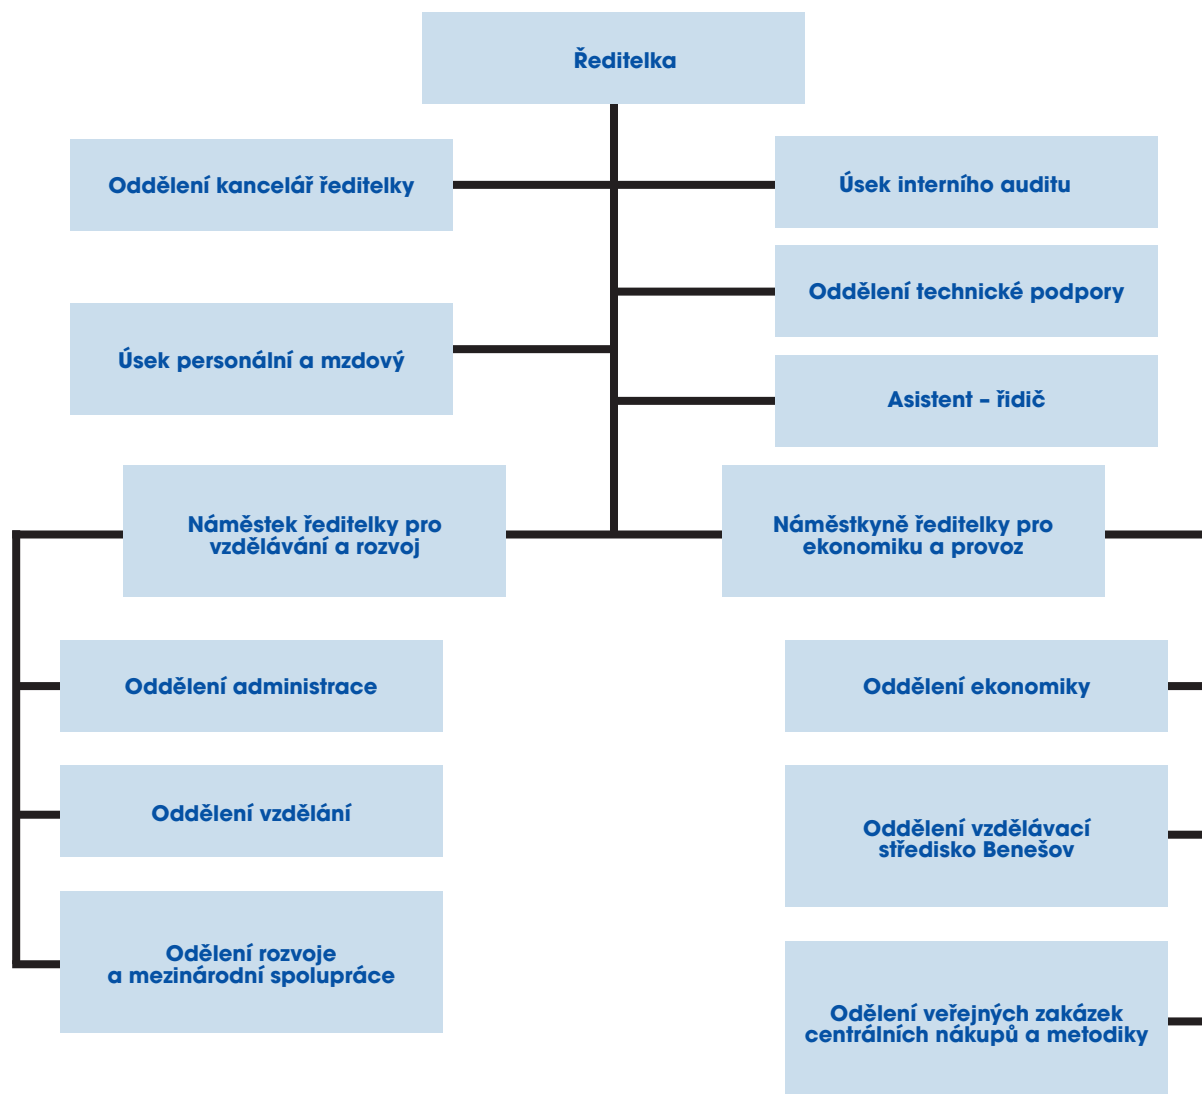 Ředitelka
Oddělení kancelář ředitelky
Úsek interního auditu
Oddělení technické podpory
Úsek personální a mzdový
Asistent – řidič
Náměstek ředitelky pro
vzdělávání a rozvoj
Náměstkyně ředitelky pro
ekonomiku a provoz
Oddělení administrace
Oddělení ekonomiky
Oddělení vzdělání
Oddělení vzdělávací
středisko Benešov
Odělení rozvoje
a mezinárodní spolupráce
Odělení veřejných zakázek
centrálních nákupů a metodiky